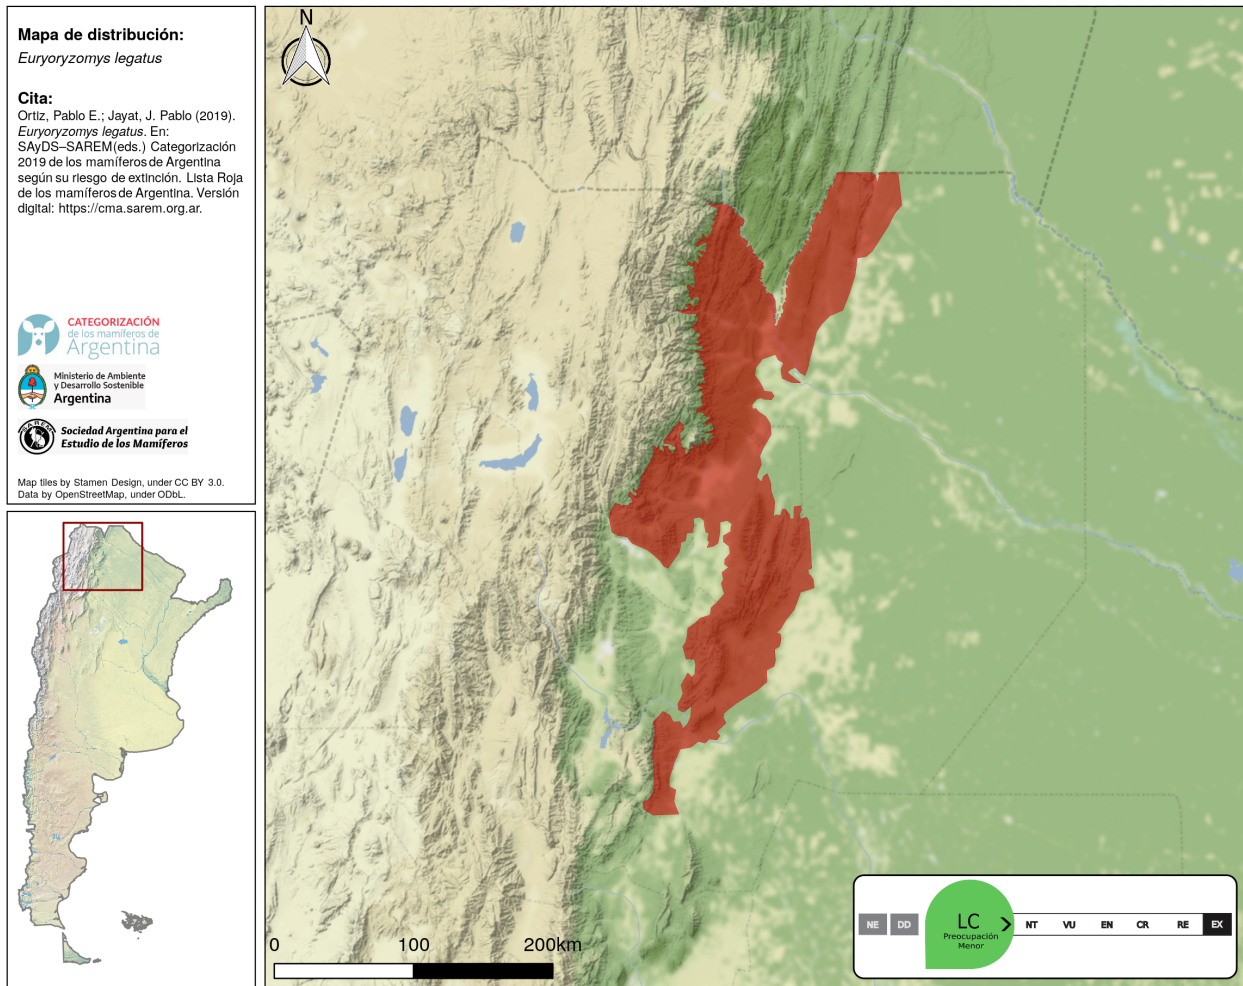 Mapa de distribución:
Euryoryzomys legatus
Cita:
Ortiz, Pablo E.; Jayat, J. Pablo (2019).
Euryoryzomys legatus. En:
SAyDS–SAREM(eds.) Categorización
2019 de los mamíferos de Argentina
según su riesgo de extinción. Lista Roja
de los mamíferos de Argentina. Versión
digital: https://cma.sarem.org.ar.
CATEGORIZACIÓN
de los mamíferos de
Argentina
Ministerio de Ambiente
y Desarrollo Sostenible
Argentina
SAREM
Sociedad Argentina para el
Estudio de los Mamíferos
Map tiles by Stamen Design, under CC BY 3.0.
Data by OpenStreetMap, under ODbL.
N
0 100 200km
NE DD LC NT VU EN CR RE EX
Preocupación
Menor